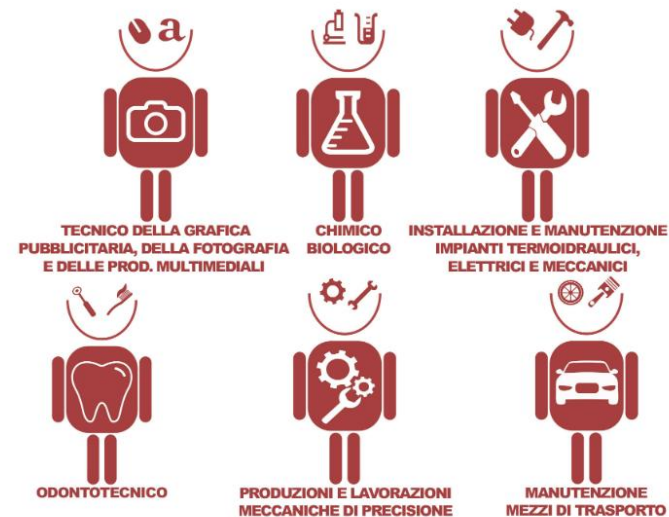 a
TECNICO DELLA GRAFICA
PUBBLICITARIA, DELLA FOTOGRAFIA
E DELLE PROD. MULTIMEDIALI
CHIMICO
BIOLOGICO
INSTALLAZIONE E MANUTENZIONE
IMPIANTI TERMOIDRAULICI,
ELETTRICI E MECCANICI
ODONTOTECNICO
PRODUZIONI E LAVORAZIONI
MECCANICHE DI PRECISIONE
MANUTENZIONE
MEZZI DI TRASPORTO